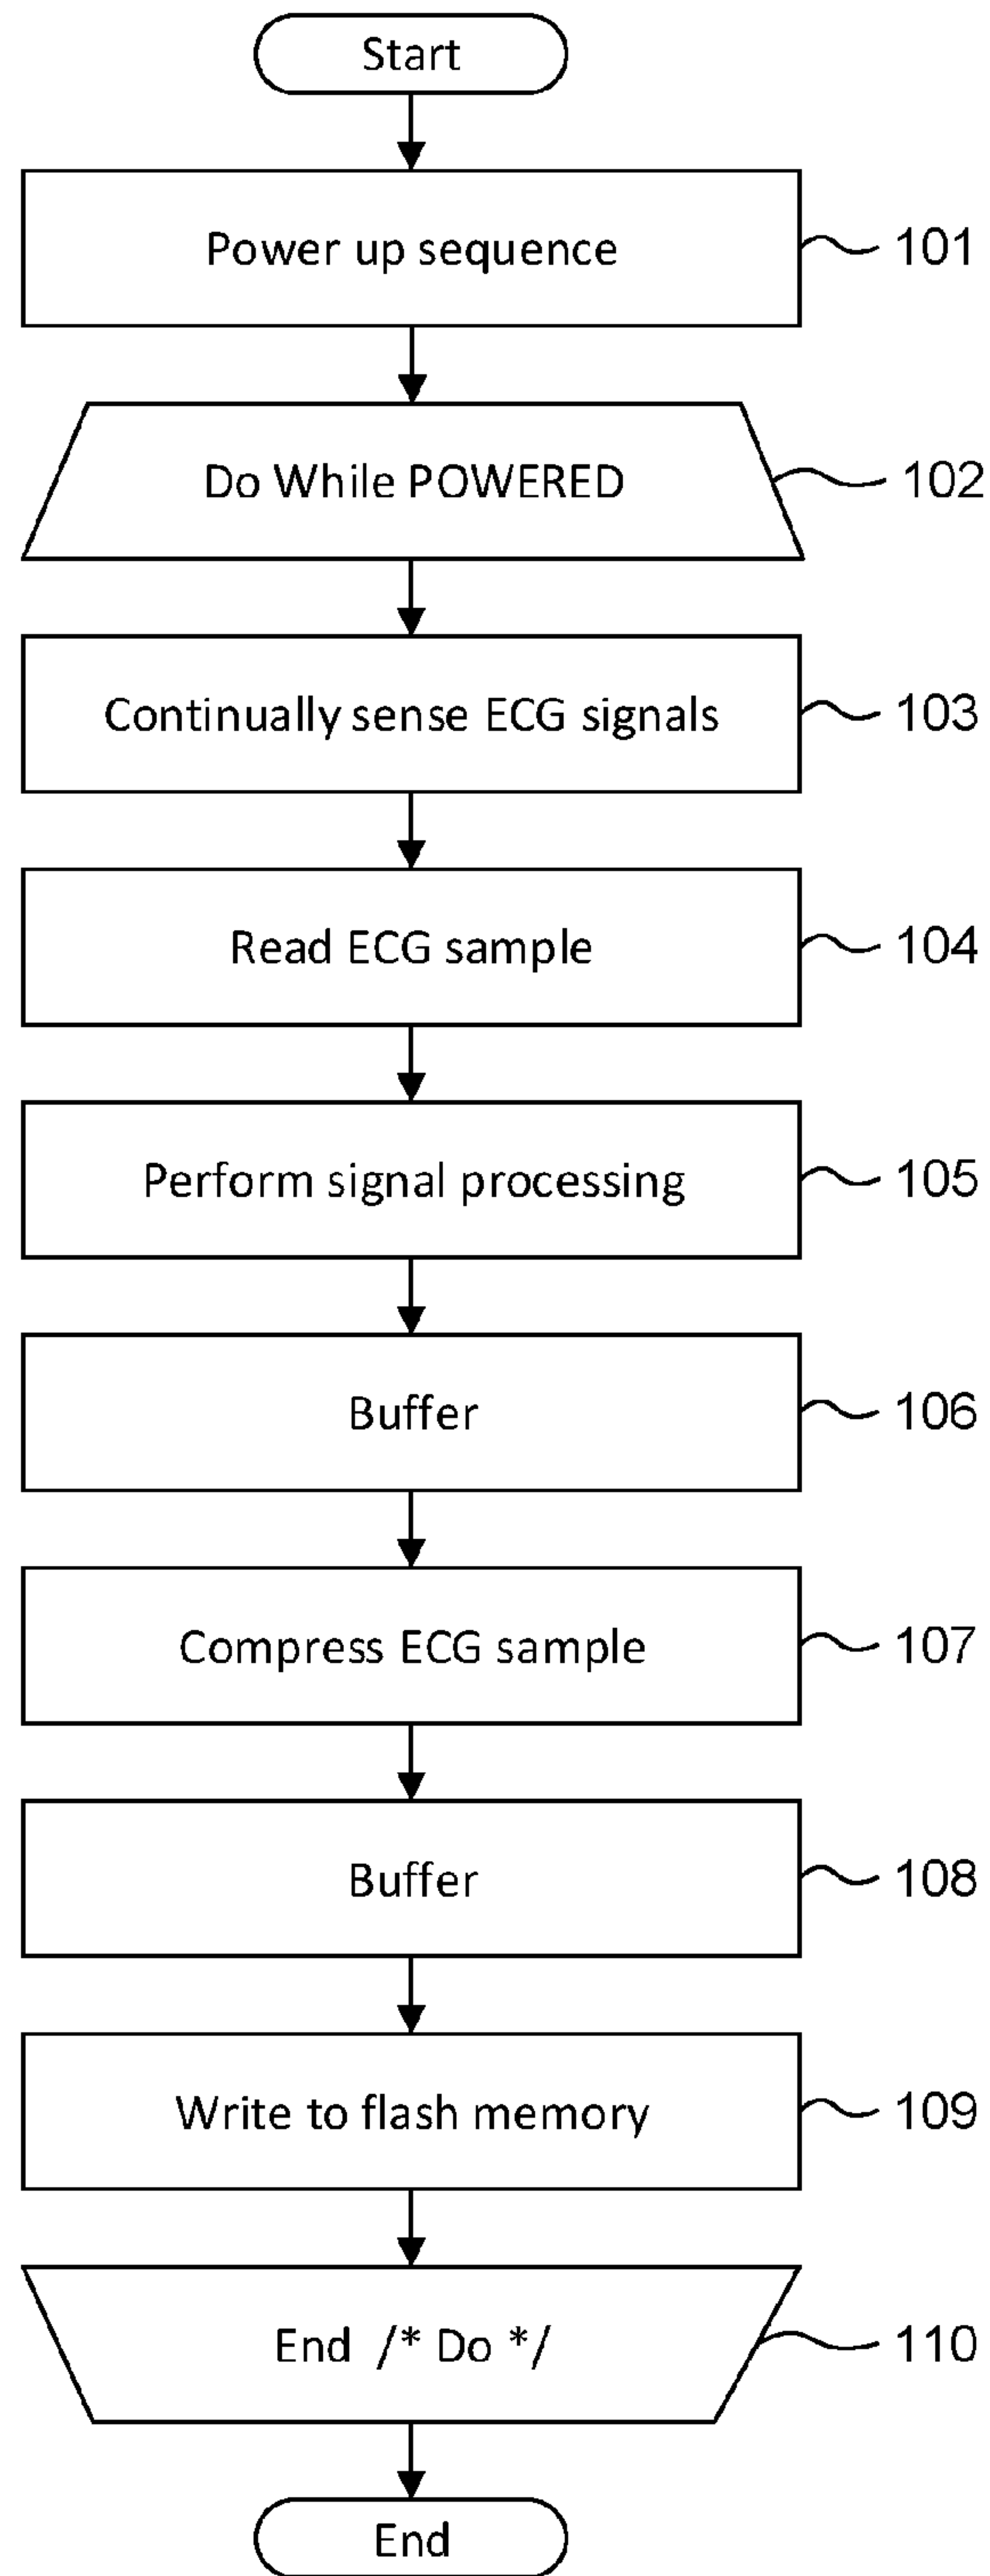 Start
Power up sequence
101
Do While POWERED
102
Continually sense ECG signals
103
Read ECG sample
104
Perform signal processing
105
Buffer
106
Compress ECG sample
107
Buffer
108
Write to flash memory
109
End /* Do */
110
End